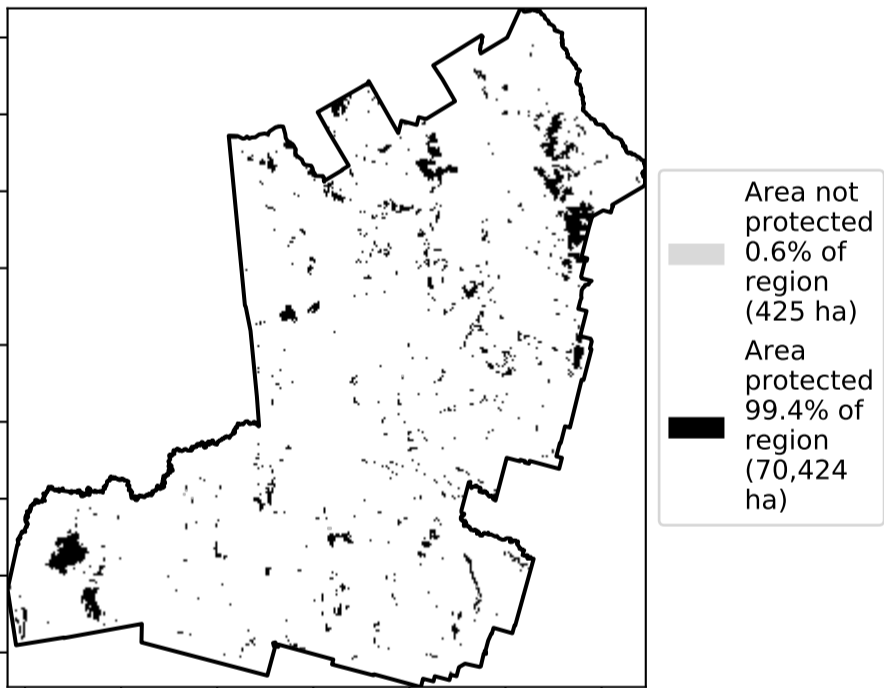 Area not
protected
0.6% of
region
(425 ha)
Area
protected
99.4% of
region
(70,424
ha)